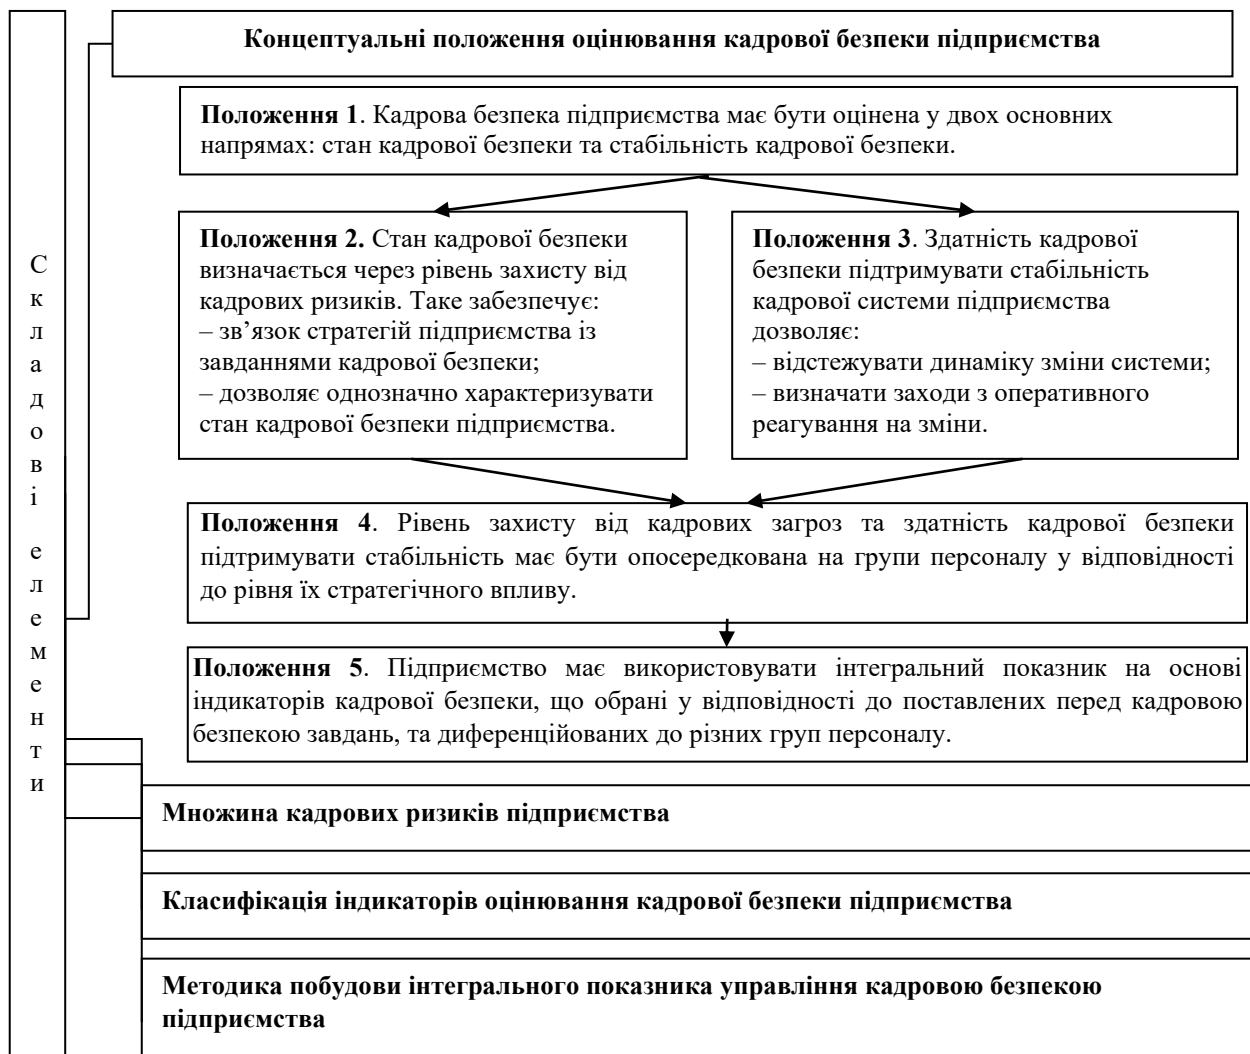 Концептуальні положення оцінювання кадрової безпеки підприємства
Положення 1. Кадрова безпека підприємства має бути оцінена у двох основних
напрямах: стан кадрової безпеки та стабільність кадрової безпеки.
Положення 2. Стан кадрової безпеки
визначається через рівень захисту від
кадрових ризиків. Таке забезпечує:
– зв’язок стратегій підприємства із
завданнями кадрової безпеки;
– дозволяє однозначно характеризувати
стан кадрової безпеки підприємства.
Положення 3. Здатність кадрової
безпеки підтримувати стабільність
кадрової системи підприємства
дозволяє:
– відстежувати динаміку зміни системи;
– визначати заходи з оперативного
реагування на зміни.
Положення 4. Рівень захисту від кадрових загроз та здатність кадрової безпеки
підтримувати стабільність має бути опосередкована на групи персоналу у відповідності
до рівня їх стратегічного впливу.
Положення 5. Підприємство має використовувати інтегральний показник на основі
індикаторів кадрової безпеки, що обрані у відповідності до поставлених перед кадровою
безпекою завдань, та диференційованих до різних груп персоналу.
Складові елементи
Множина кадрових ризиків підприємства
Класифікація індикаторів оцінювання кадрової безпеки підприємства
Методика побудови інтегрального показника управління кадровою безпекою
підприємства